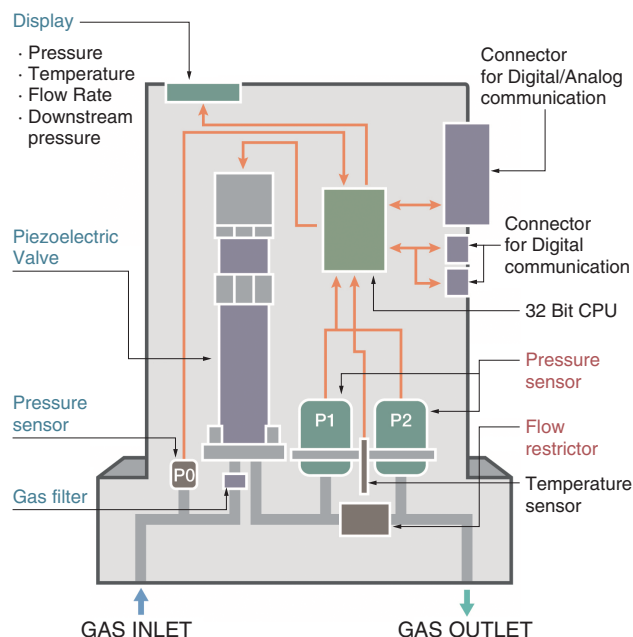 Display
· Pressure
· Temperature
· Flow Rate
· Downstream
pressure
Connector
for Digital/Analog
communication
Piezoelectric
Valve
Connector
for Digital
communication
32 Bit CPU
Pressure
sensor
P1
P2
Pressure
sensor
Flow
restrictor
P0
Gas filter
Temperature
sensor
GAS INLET
GAS OUTLET